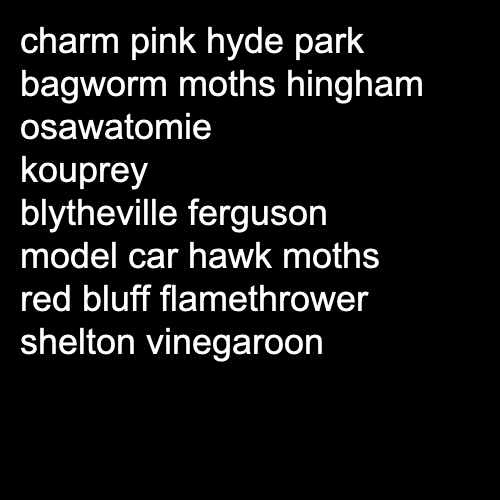 charm pink hyde park
bagworm moths hingham
osawatomie
kouprey
blytheville ferguson
model car hawk moths
red bluff flamethrower
shelton vinegaroon